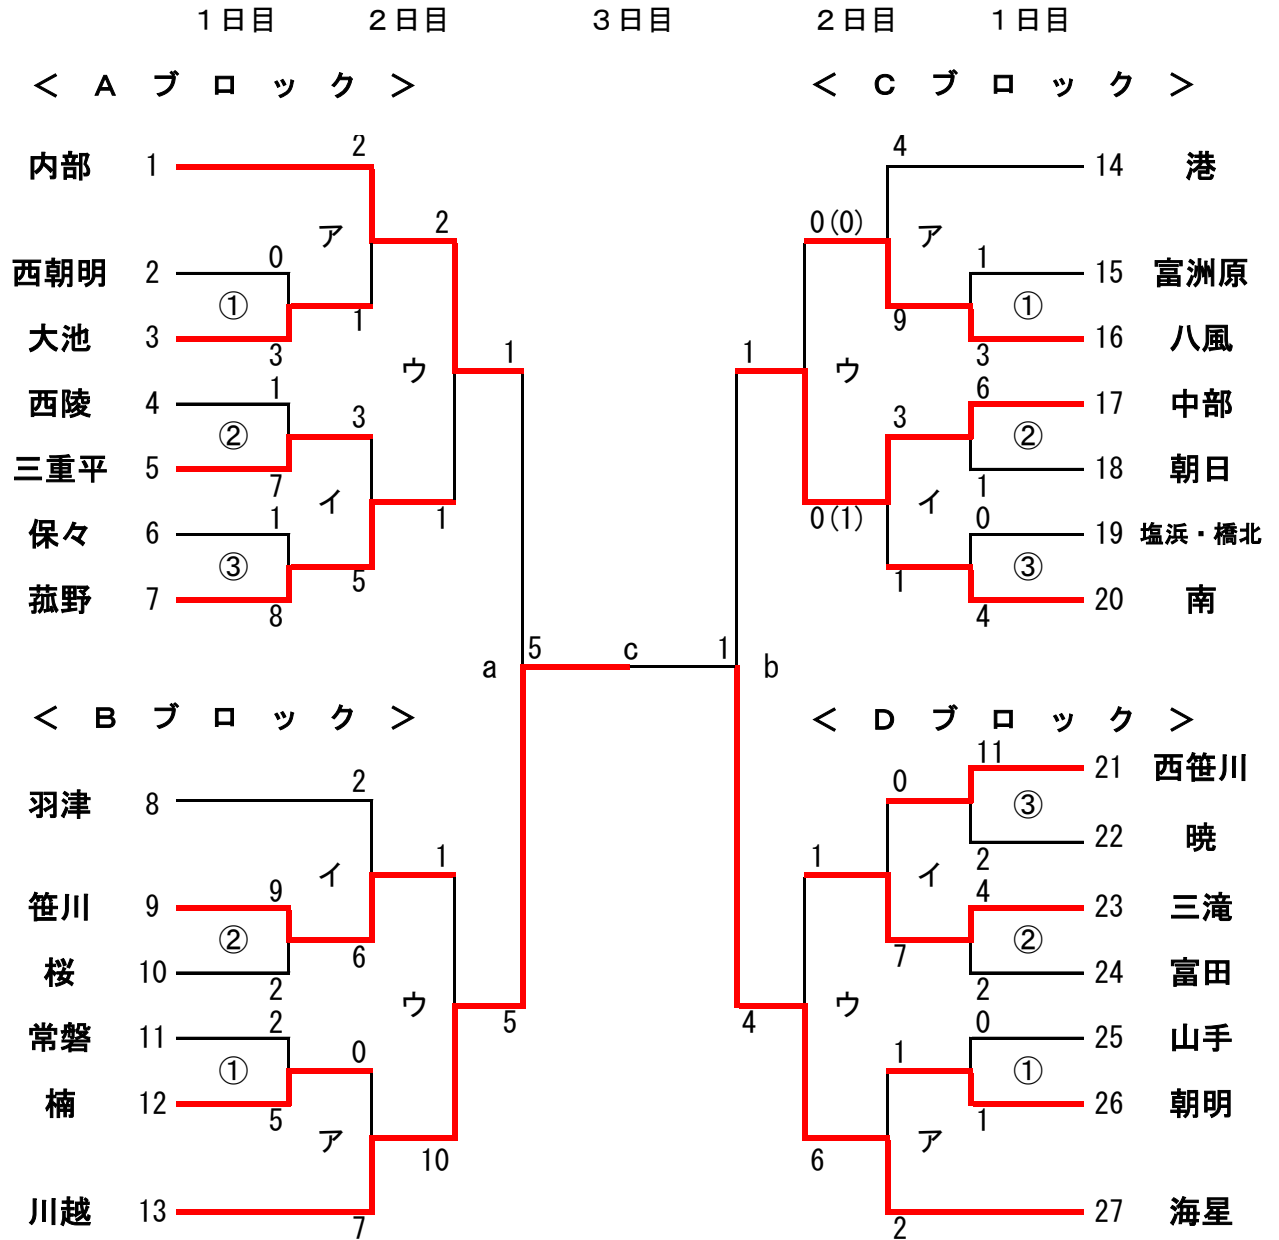 １日目 ２日目 ３日目 ２日目 １日目
＜ Ａ ブ ロ ッ ク ＞ ＜ Ｃ ブ ロ ッ ク ＞
2 4
内部 1 14 港
2 0(0)
ア ア
0 1
西朝明 2 15 富洲原
① ①
1 9
大池 3 16 八風
3 1 1 3
ウ ウ
1 6
西陵 4 17 中部
3 3
② ②
三重平 5 18 朝日
7 1
イ イ
1 1 0(1) 0
保々 6 19 塩浜・橋北
③ ③
5 1
菰野 7 20 南
8 4
5 c 1
a b
＜ Ｂ ブ ロ ッ ク ＞ ＜ Ｄ ブ ロ ッ ク ＞
11
21 西笹川
2 0
羽津 8 ③
22 暁
1 1 2
イ イ
9 4
笹川 9 23 三滝
② ②
6 7
桜 10 24 富田
2 2
ウ ウ
2 5 4 0
常磐 11 25 山手
0 1
① ①
楠 12 26 朝明
5 1
ア ア
10 6
川越 13 27 海星
7 2